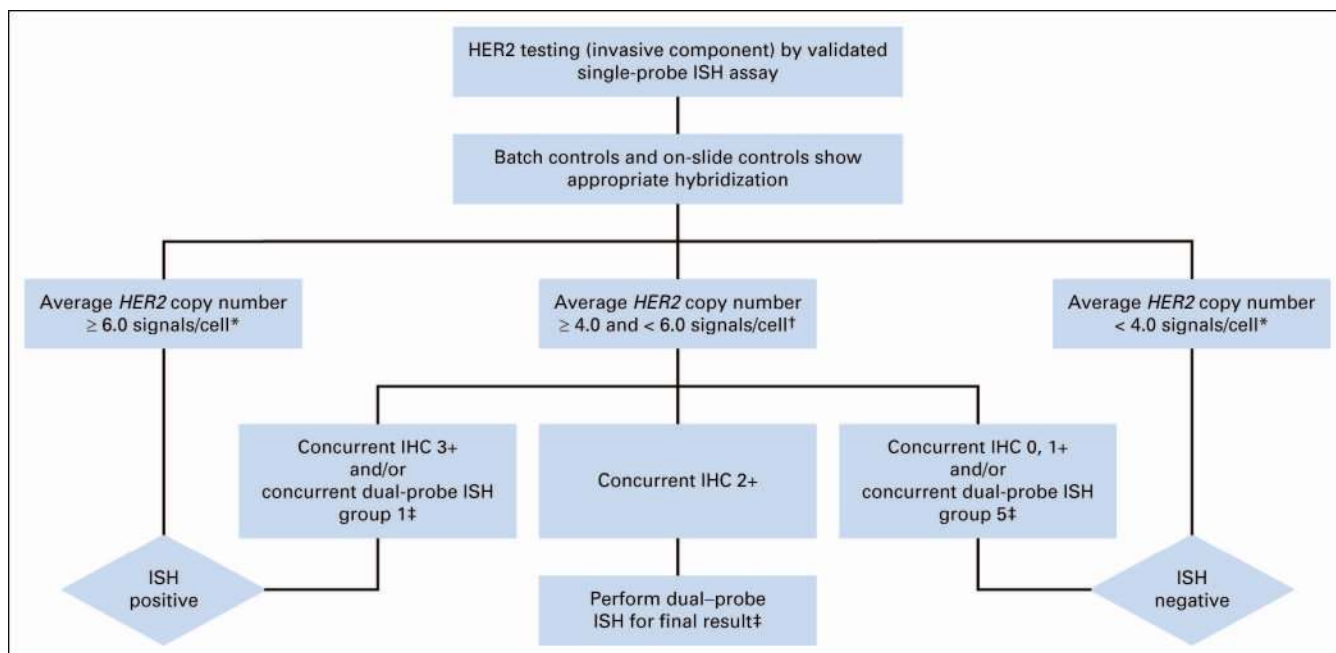 HER2 testing (invasive component) by validated
single-probe ISH assay
Batch controls and on-slide controls show
appropriate hybridization
Average HER2 copy number
≥ 6.0 signals/cell*
Average HER2 copy number
≥ 4.0 and < 6.0 signals/cell†
Average HER2 copy number
< 4.0 signals/cell*
Concurrent IHC 3+
and/or
concurrent dual-probe ISH
group 1‡
Concurrent IHC 2+
Concurrent IHC 0, 1+
and/or
concurrent dual-probe ISH
group 5‡
ISH
positive
Perform dual–probe
ISH for final result‡
ISH
negative